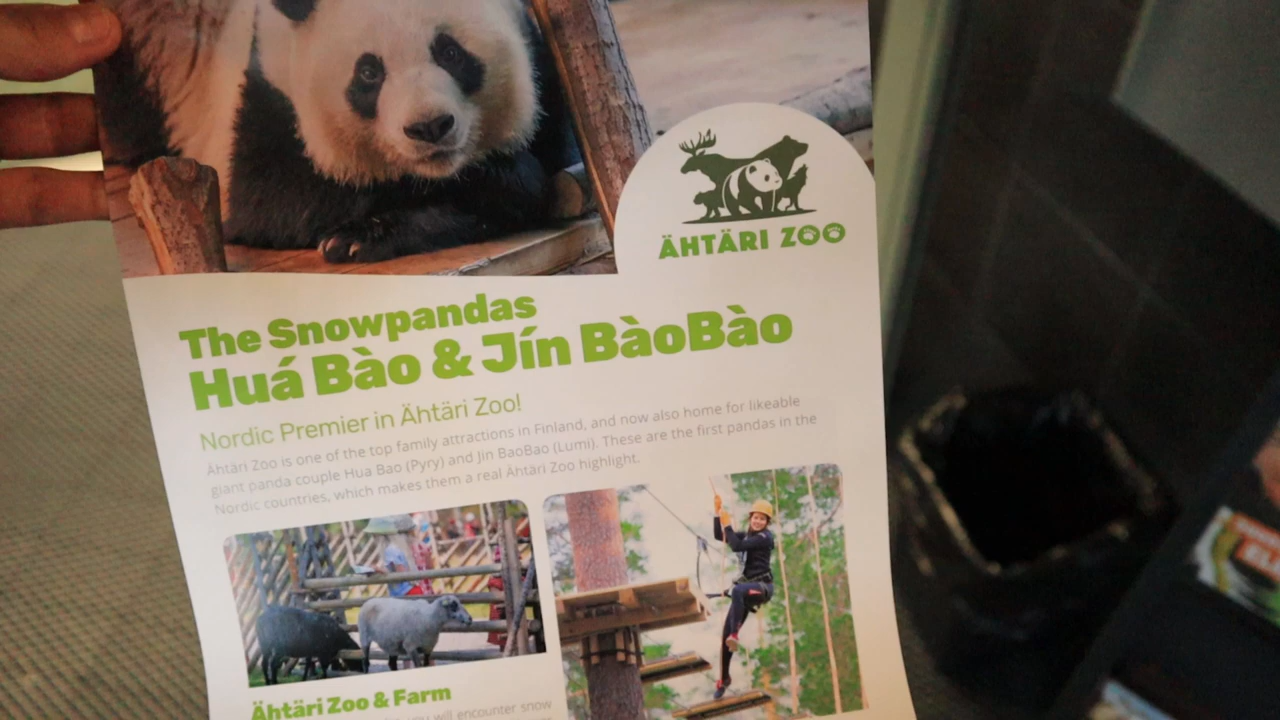 ÄHTÄRI ZOO
The Snowpandas
Huá Bào & Jín BàoBào
Nordic Premier in Ähtäri Zoo!
Ähtäri Zoo is one of the top family attractions in Finland, and now also home for likeable
giant panda couple Hua Bao (Pyry) and Jin BaoBao (Lumi). These are the first pandas in the
Nordic countries, which makes them a real Ähtäri Zoo highlight.
Ähtäri Zoo & Farm
you will encounter snow